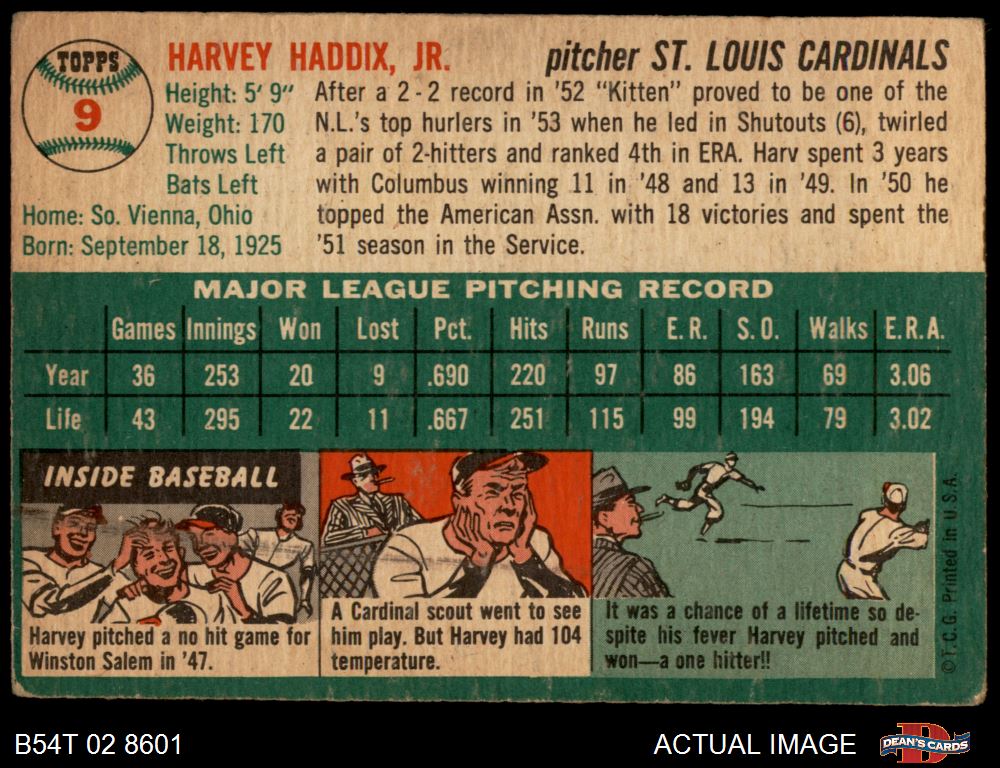 TOPPS
9
HARVEY HADDIX, JR.
pitcher ST. LOUIS CARDINALS
Height: 5' 9"
Weight: 170
Throws Left
Bats Left
Home: So. Vienna, Ohio
Born: September 18, 1925
After a 2-2 record in '52 "Kitten" proved to be one of the
N.L.'s top hurlers in '53 when he led in Shutouts (6), twirled
a pair of 2-hitters and ranked 4th in ERA. Harv spent 3 years
with Columbus winning 11 in '48 and 13 in '49. In '50 he
topped the American Assn. with 18 victories and spent the
'51 season in the Service.
MAJOR LEAGUE PITCHING RECORD
Games Innings Won Lost Pct. Hits Runs E. R. S. O. Walks E.R.A.
Year 36 253 20 9 .690 220 97 86 163 69 3.06
Life 43 295 22 11 .667 251 115 99 194 79 3.02
INSIDE BASEBALL
Harvey pitched a no hit game for
Winston Salem in '47.
A Cardinal scout went to see
him play. But Harvey had 104
temperature.
It was a chance of a lifetime so de-
spite his fever Harvey pitched and
won—a one hitter!!
© T.C.G. Printed in U.S.A.
B54T 02 8601
ACTUAL IMAGE
DEAN'S CARDS